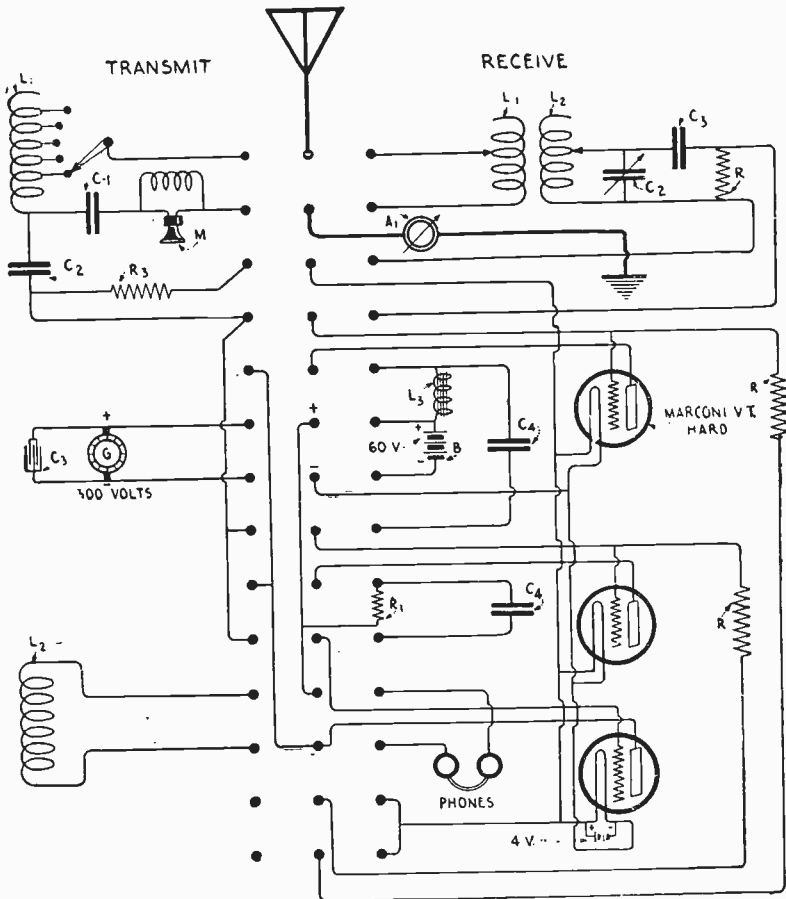 TRANSMIT
RECEIVE
L1
L1
L2
C3
C-1
C2
R
M
A1
C2
R3
+
L3
R
+
+
60 V.
B
-
C4
MARCONI V.T.
HARD
C3
G
-
300 VOLTS
-
R1
C4
R
L2
PHONES
4 V.
+
-